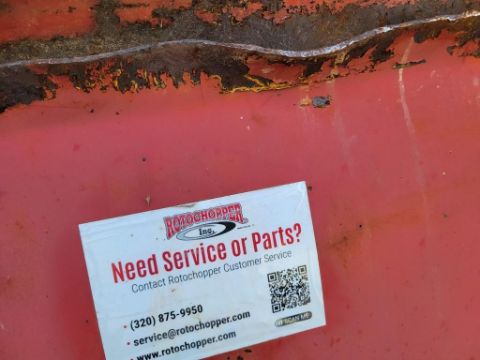 ROTOCHOPPER
Inc.
Need Service or Parts?
Contact Rotochopper Customer Service
• (320) 875-9950
• service@rotochopper.com
• www.rotochopper.com
SCAN ME